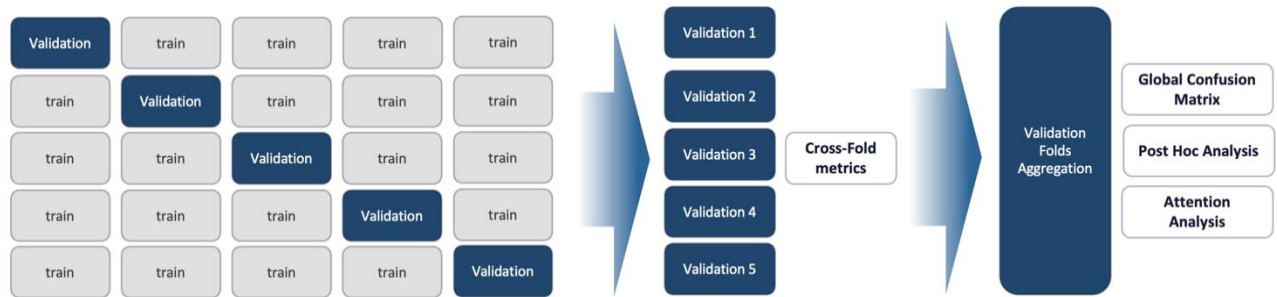 Validation train train train train
train Validation train train train
train train Validation train train
train train train Validation train
train train train train Validation
Validation 1
Validation 2
Validation 3
Validation 4
Validation 5
Cross-Fold
metrics
Validation
Folds
Aggregation
Global Confusion
Matrix
Post Hoc Analysis
Attention
Analysis